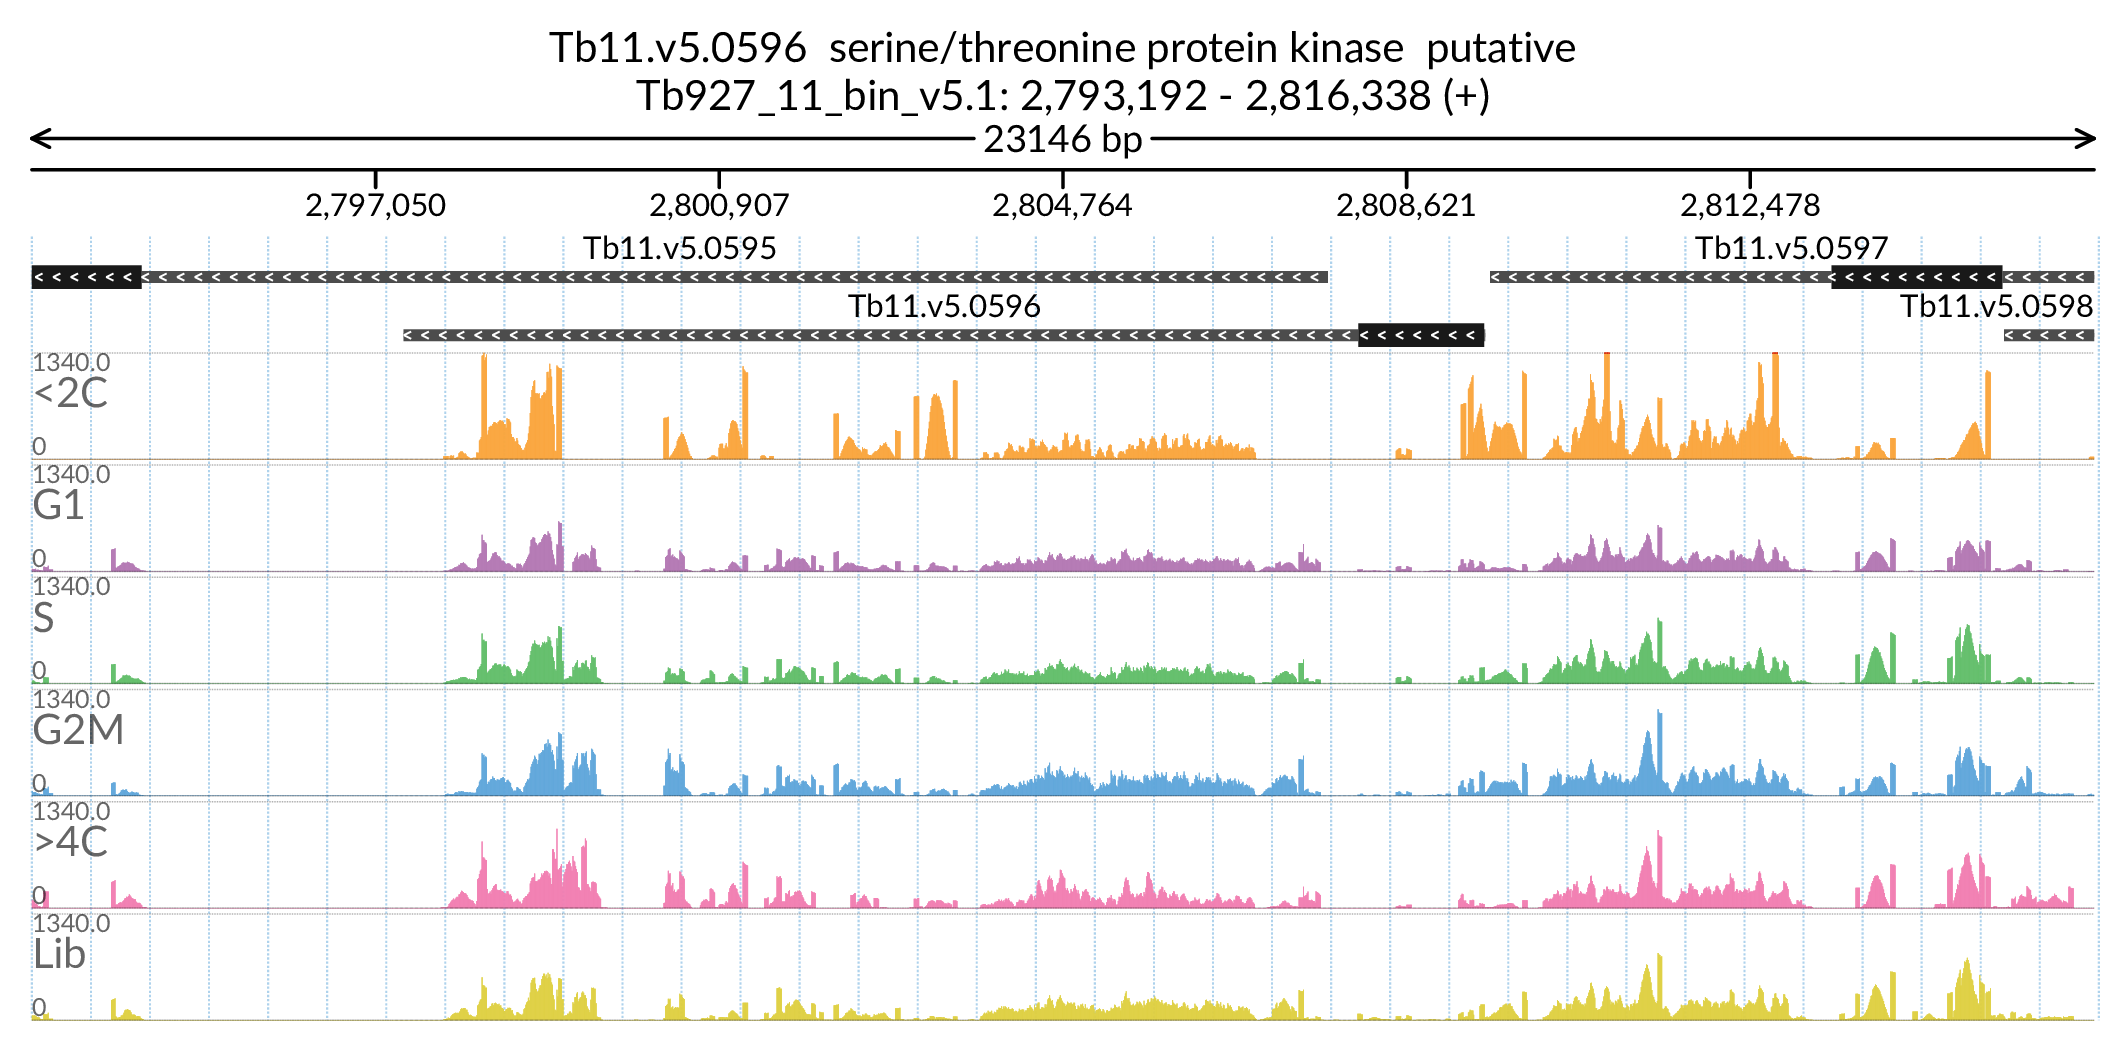 Tb11.v5.0596  serine/threonine protein kinase  putative
Tb927_11_bin_v5.1: 2,793,192 - 2,816,338 (+)
23146 bp
2,797,050 2,800,907 2,804,764 2,808,621 2,812,478
Tb11.v5.0595 Tb11.v5.0597
Tb11.v5.0596 Tb11.v5.0598
1340.0
<2C
0
1340.0
G1
0
1340.0
S
0
1340.0
G2M
0
1340.0
>4C
0
1340.0
Lib
0